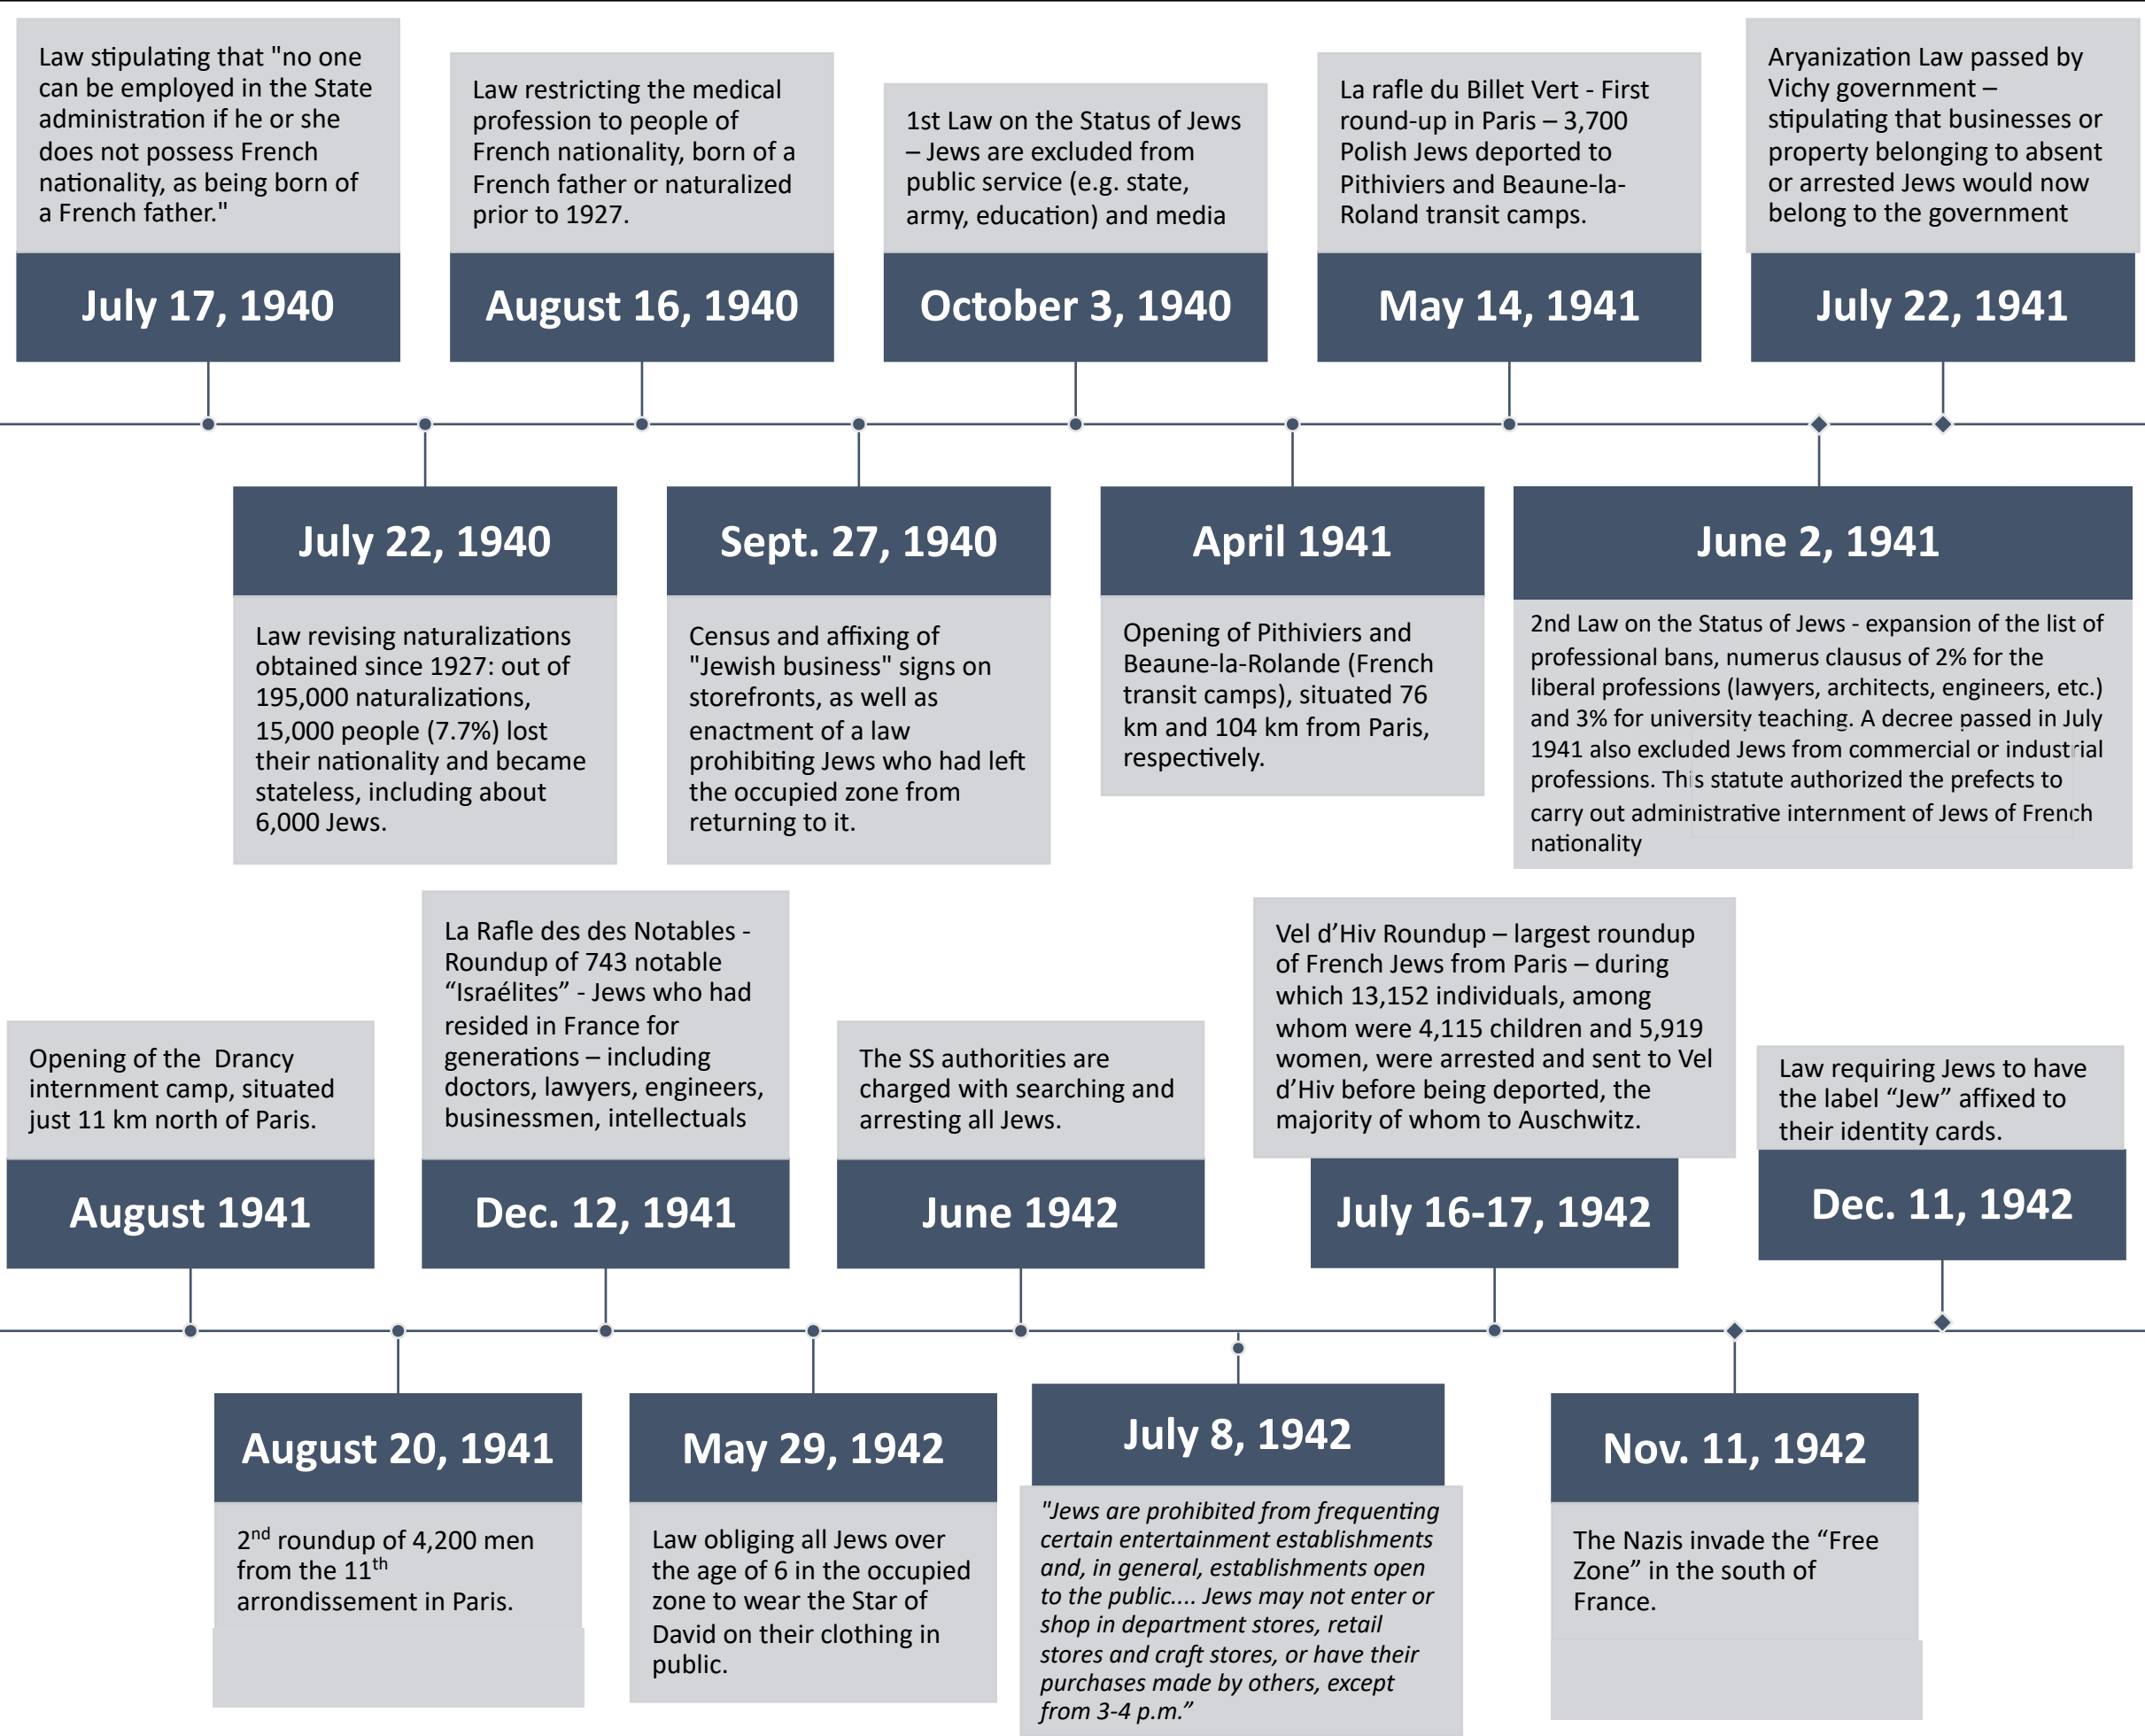 Law stipulating that "no one
can be employed in the State
administration if he or she
does not possess French
nationality, as being born of
a French father."
July 17, 1940
Law restricting the medical
profession to people of
French nationality, born of a
French father or naturalized
prior to 1927.
August 16, 1940
1st Law on the Status of Jews
– Jews are excluded from
public service (e.g. state,
army, education) and media
October 3, 1940
La rafle du Billet Vert - First
round-up in Paris – 3,700
Polish Jews deported to
Pithiviers and Beaune-la-
Roland transit camps.
May 14, 1941
Aryanization Law passed by
Vichy government –
stipulating that businesses or
property belonging to absent
or arrested Jews would now
belong to the government
July 22, 1941
July 22, 1940
Law revising naturalizations
obtained since 1927: out of
195,000 naturalizations,
15,000 people (7.7%) lost
their nationality and became
stateless, including about
6,000 Jews.
Sept. 27, 1940
Census and affixing of
"Jewish business" signs on
storefronts, as well as
enactment of a law
prohibiting Jews who had left
the occupied zone from
returning to it.
April 1941
Opening of Pithiviers and
Beaune-la-Rolande (French
transit camps), situated 76
km and 104 km from Paris,
respectively.
June 2, 1941
2nd Law on the Status of Jews - expansion of the list of
professional bans, numerus clausus of 2% for the
liberal professions (lawyers, architects, engineers, etc.)
and 3% for university teaching. A decree passed in July
1941 also excluded Jews from commercial or industrial
professions. This statute authorized the prefects to
carry out administrative internment of Jews of French
nationality
Opening of the  Drancy
internment camp, situated
just 11 km north of Paris.
August 1941
La Rafle des des Notables -
Roundup of 743 notable
“Israélites” - Jews who had
resided in France for
generations – including
doctors, lawyers, engineers,
businessmen, intellectuals
Dec. 12, 1941
The SS authorities are
charged with searching and
arresting all Jews.
June 1942
Vel d’Hiv Roundup – largest roundup
of French Jews from Paris – during
which 13,152 individuals, among
whom were 4,115 children and 5,919
women, were arrested and sent to Vel
d’Hiv before being deported, the
majority of whom to Auschwitz.
July 16-17, 1942
Law requiring Jews to have
the label “Jew” affixed to
their identity cards.
Dec. 11, 1942
August 20, 1941
2nd roundup of 4,200 men
from the 11th
arrondissement in Paris.
May 29, 1942
Law obliging all Jews over
the age of 6 in the occupied
zone to wear the Star of
David on their clothing in
public.
July 8, 1942
"Jews are prohibited from frequenting
certain entertainment establishments
and, in general, establishments open
to the public.... Jews may not enter or
shop in department stores, retail
stores and craft stores, or have their
purchases made by others, except
from 3-4 p.m.”
Nov. 11, 1942
The Nazis invade the “Free
Zone” in the south of
France.